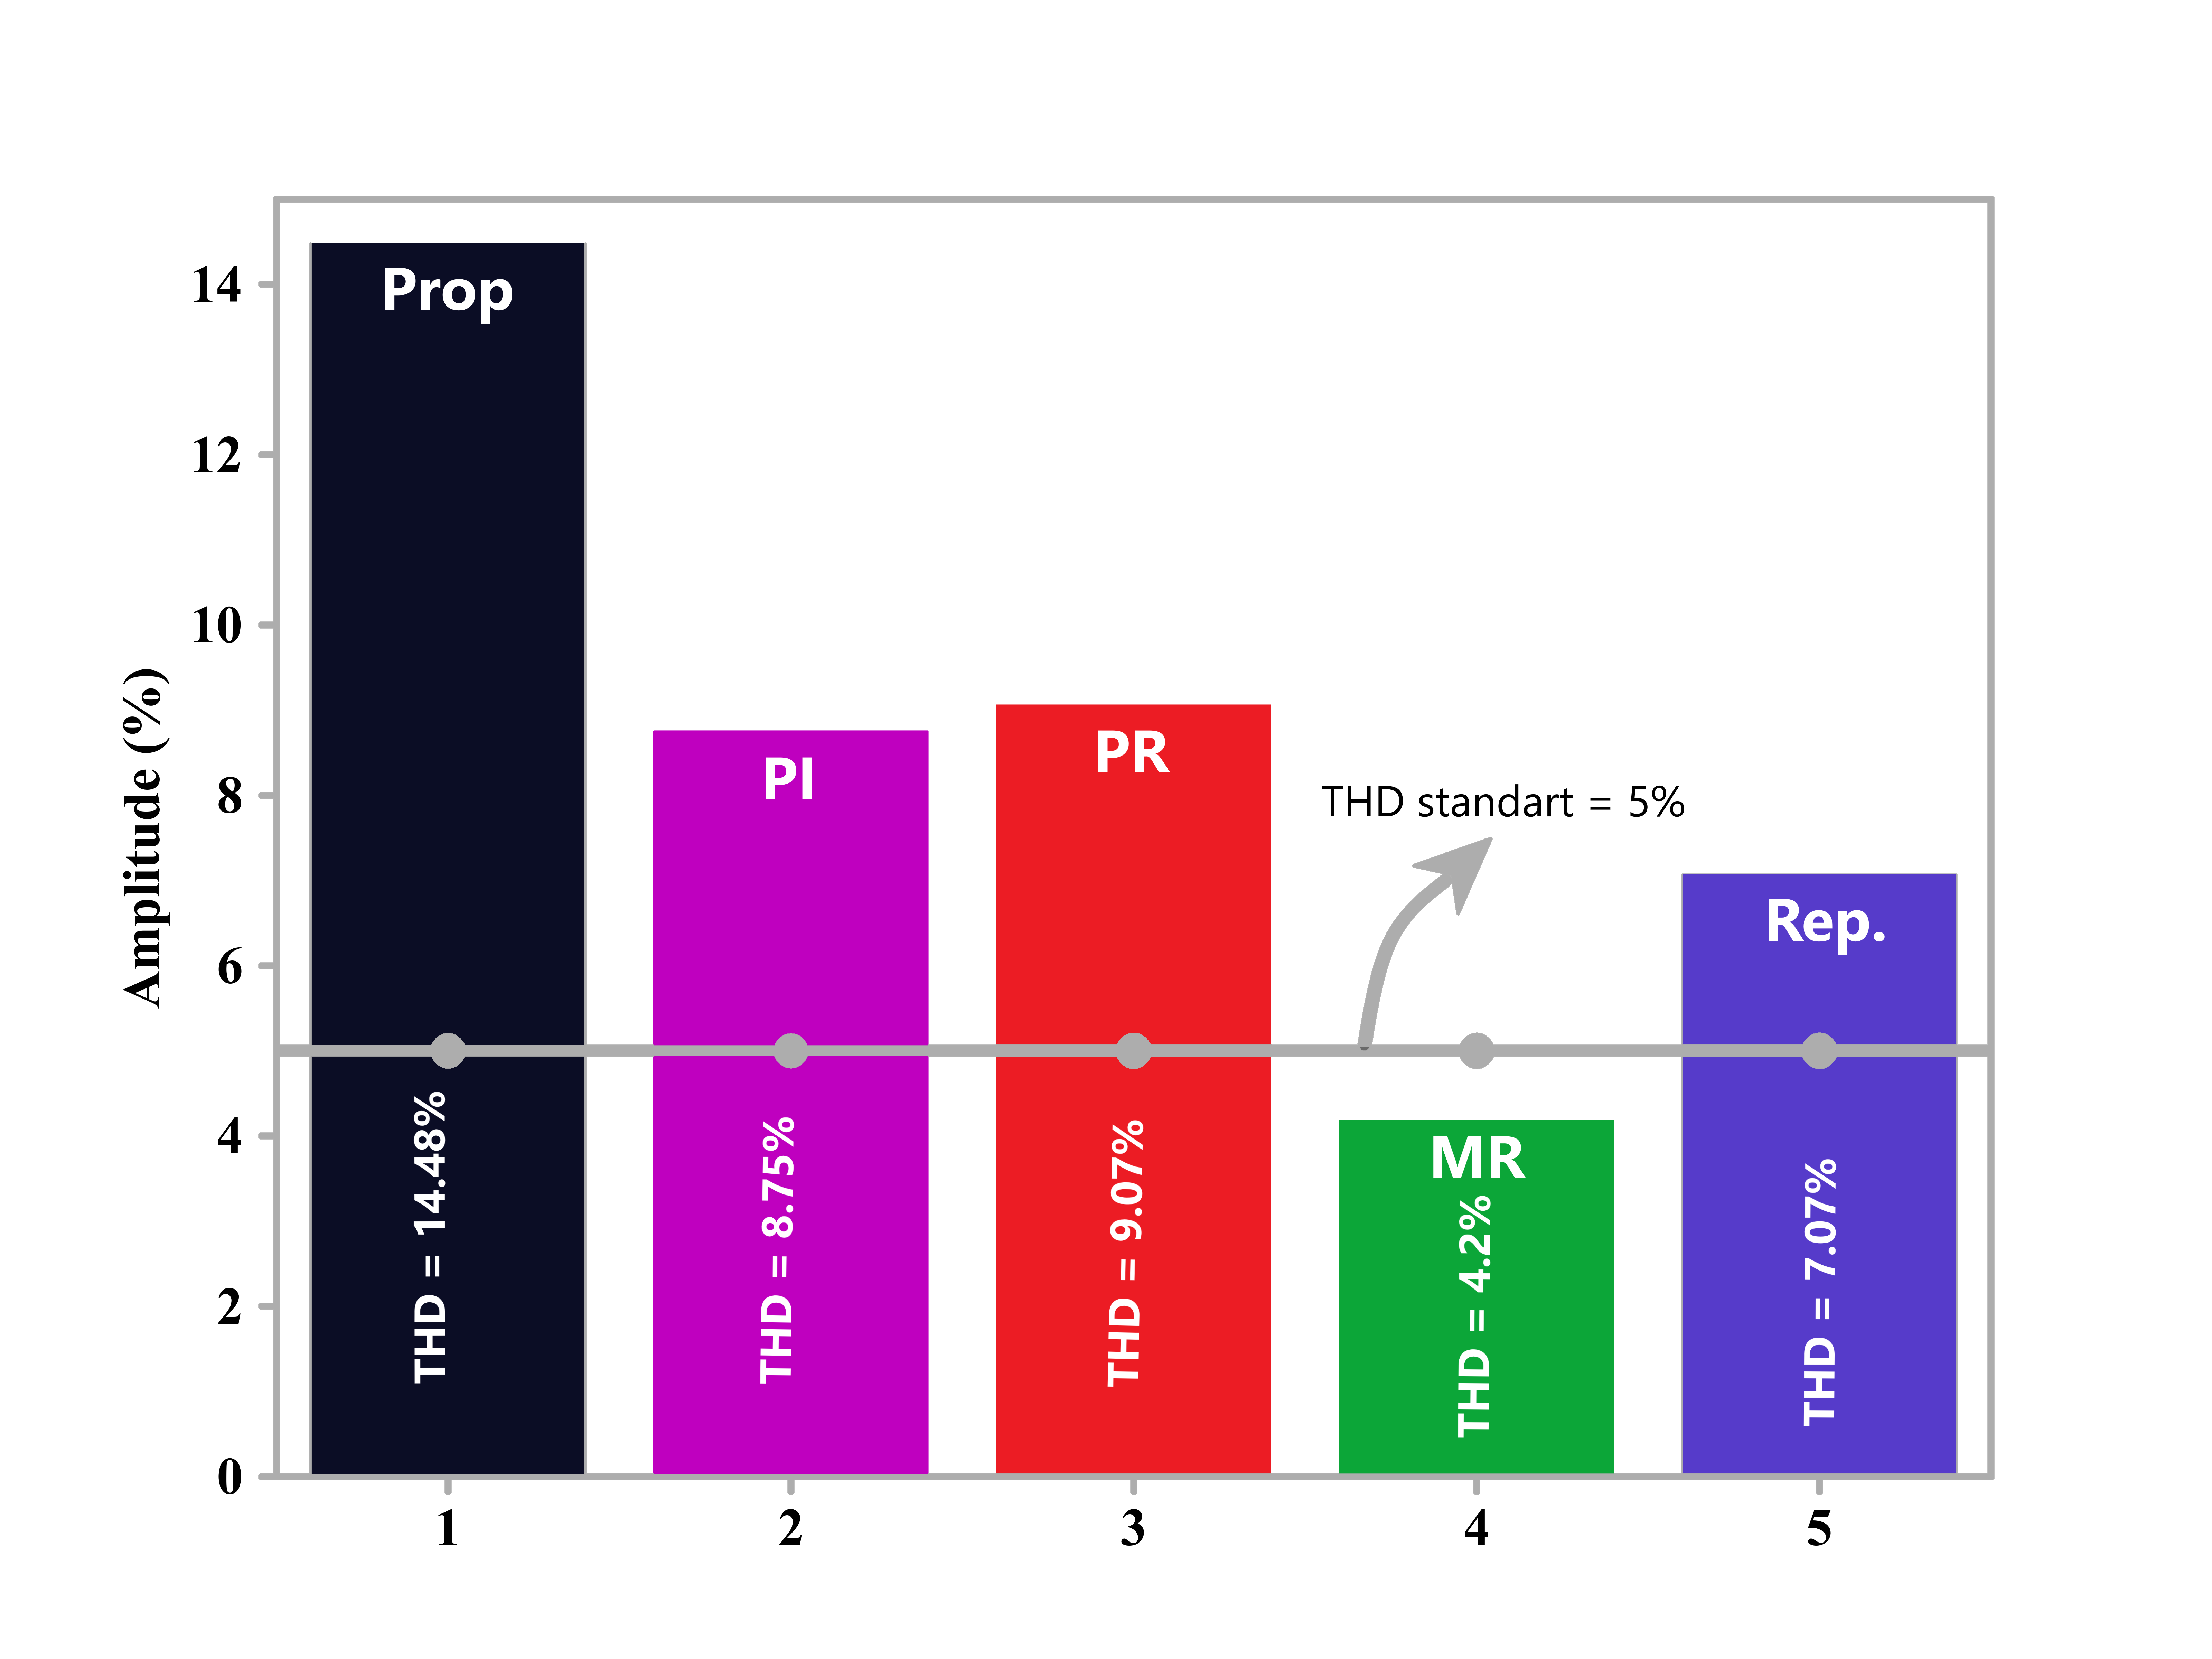 Amplitude (%)
14
12
10
8
6
4
2
0
Prop
THD = 14.48%
PI
THD = 8.75%
PR
THD = 9.07%
THD standart = 5%
MR
THD = 4.2%
Rep.
THD = 7.07%
1
2
3
4
5